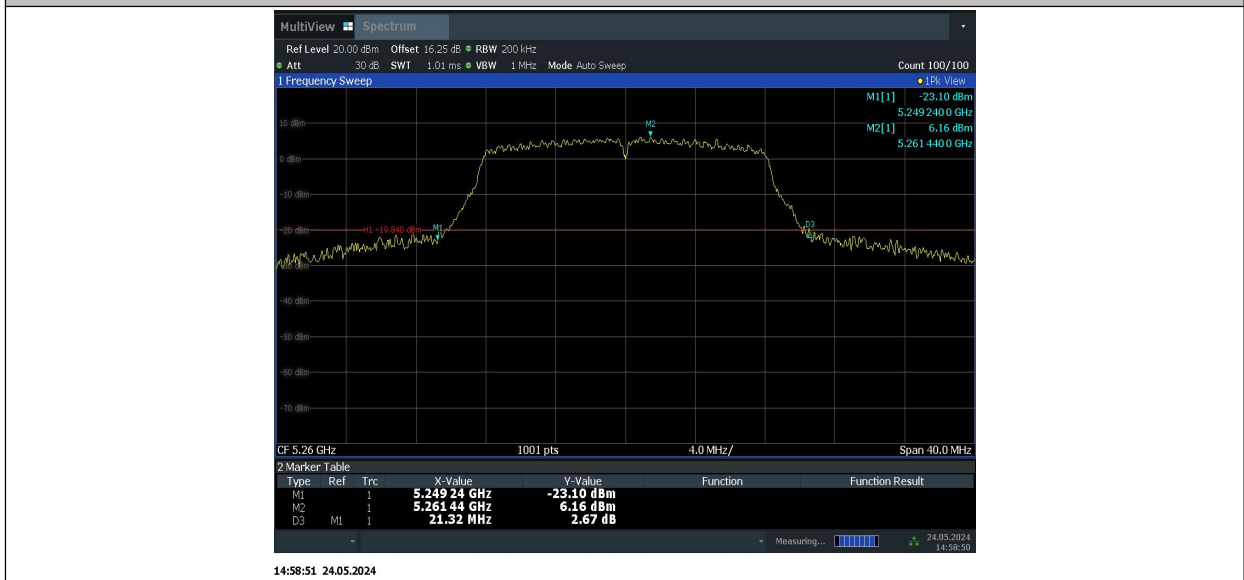 MultiView Spectrum
Ref Level 20.00 dBm Offset 16.25 dB RBW 200 kHz
Att 30 dB SWT 1.01 ms VBW 1 MHz Mode Auto Sweep Count 100/100
1 Frequency Sweep 1Pk View
M1[1] -23.10 dBm
5.249 240 0 GHz
M2[1] 6.16 dBm
5.261 440 0 GHz
10 dBm
M2
0 dBm
-10 dBm
-20 dBm H1 -19.840 dBm M1 D3
-30 dBm
-40 dBm
-50 dBm
-60 dBm
-70 dBm
CF 5.26 GHz 1001 pts 4.0 MHz/ Span 40.0 MHz
2 Marker Table
Type Ref Trc X-Value Y-Value Function Function Result
M1 1 5.249 24 GHz -23.10 dBm
M2 1 5.261 44 GHz 6.16 dBm
D3 M1 1 21.32 MHz 2.67 dB
Measuring... 24.05.2024
14:58:50
14:58:51 24.05.2024